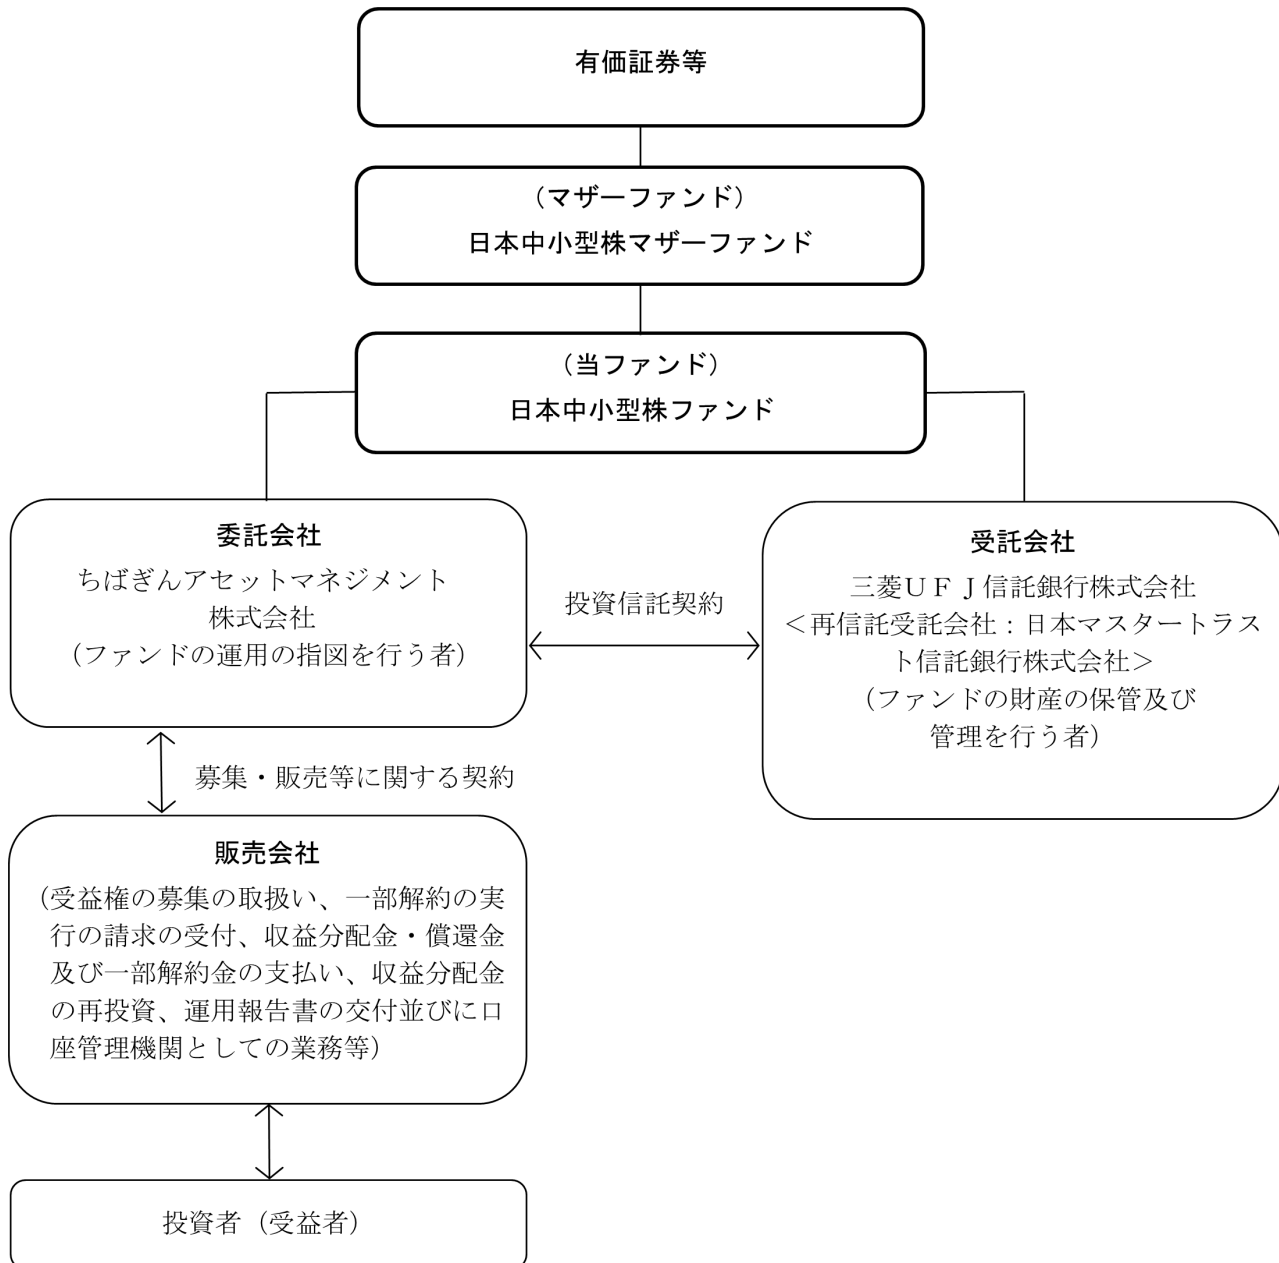 有価証券等
（マザーファンド）
日本中小型株マザーファンド
（当ファンド）
日本中小型株ファンド
委託会社
ちばぎんアセットマネジメント
株式会社
（ファンドの運用の指図を行う者）
投資信託契約
受託会社
三菱ＵＦＪ信託銀行株式会社
＜再信託受託会社：日本マスタートラス
ト信託銀行株式会社＞
（ファンドの財産の保管及び
管理を行う者）
募集・販売等に関する契約
販売会社
（受益権の募集の取扱い、一部解約の実
行の請求の受付、収益分配金・償還金
及び一部解約金の支払い、収益分配金
の再投資、運用報告書の交付並びに口
座管理機関としての業務等）
投資者（受益者）